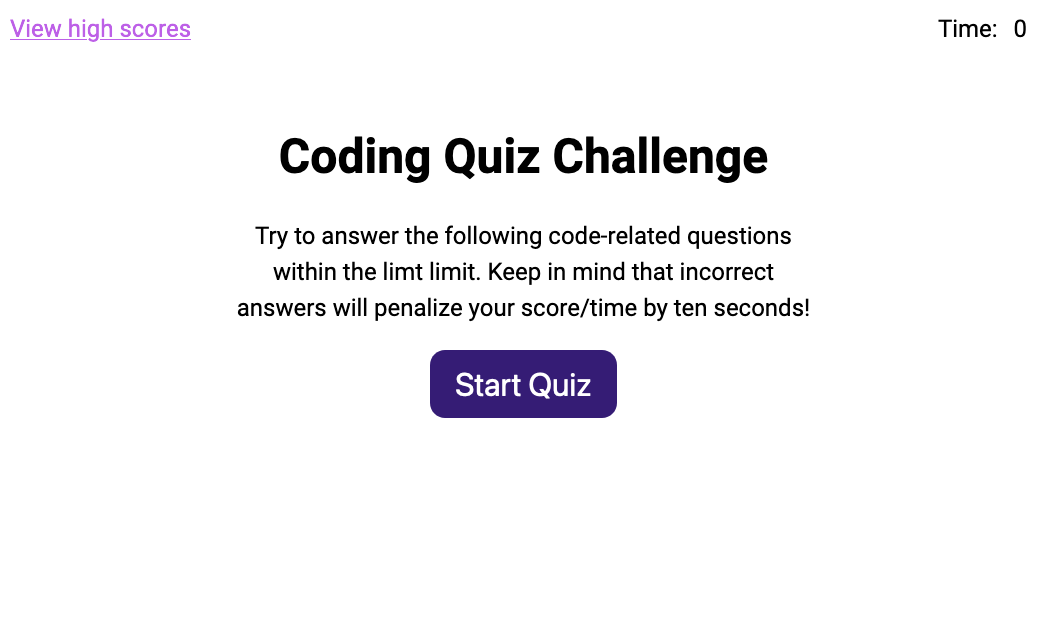 View high scores
Time: 0
Coding Quiz Challenge
Try to answer the following code-related questions
within the limt limit. Keep in mind that incorrect
answers will penalize your score/time by ten seconds!
Start Quiz